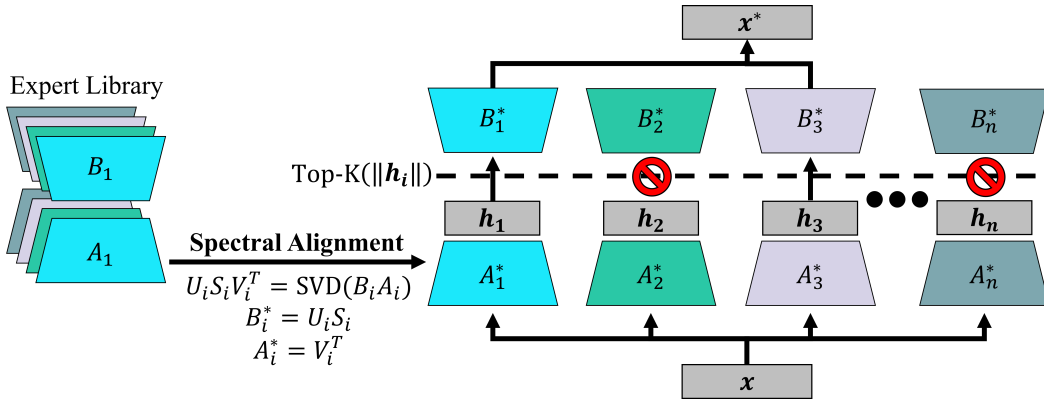 x*
Expert Library
B₁
A₁
B₁* B₂* B₃* Bₙ*
Top-K(‖hᵢ‖)
h₁ h₂ h₃ hₙ
Spectral Alignment
UᵢSᵢVᵢᵀ = SVD(BᵢAᵢ)
Bᵢ* = UᵢSᵢ
Aᵢ* = Vᵢᵀ
A₁* A₂* A₃* Aₙ*
x